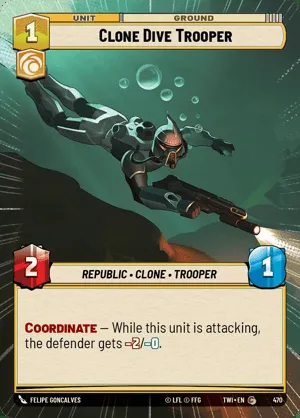 UNIT
GROUND
1
CLONE DIVE TROOPER
2
1
REPUBLIC • CLONE • TROOPER
COORDINATE — While this unit is attacking,
the defender gets -2/-0.
FELIPE GONCALVES
© LFL © FFG
TWI • EN
C
470